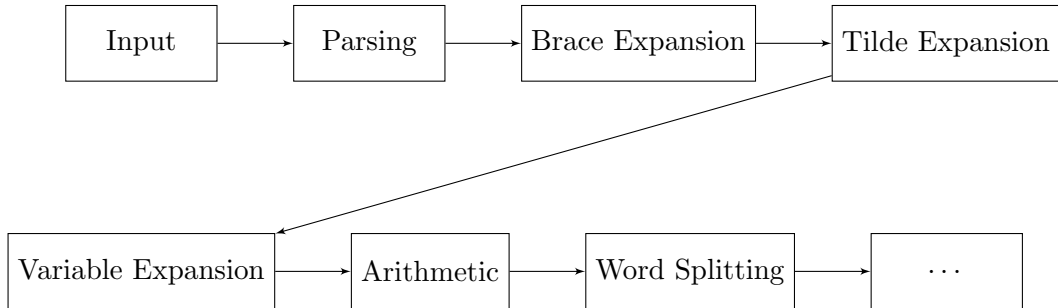 Input
Parsing
Brace Expansion
Tilde Expansion
Variable Expansion
Arithmetic
Word Splitting
...